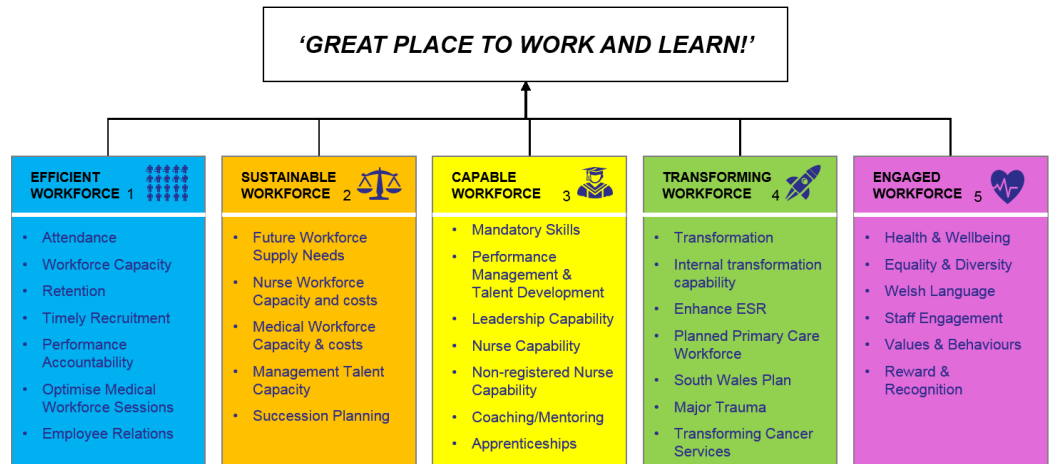 ‘GREAT PLACE TO WORK AND LEARN!’
EFFICIENT
WORKFORCE 1
• Attendance
• Workforce Capacity
• Retention
• Timely Recruitment
• Performance
Accountability
• Optimise Medical
Workforce Sessions
• Employee Relations
SUSTAINABLE
WORKFORCE 2
• Future Workforce
Supply Needs
• Nurse Workforce
Capacity and costs
• Medical Workforce
Capacity & costs
• Management Talent
Capacity
• Succession Planning
CAPABLE
WORKFORCE 3
• Mandatory Skills
• Performance
Management &
Talent Development
• Leadership Capability
• Nurse Capability
• Non-registered Nurse
Capability
• Coaching/Mentoring
• Apprenticeships
TRANSFORMING
WORKFORCE 4
• Transformation
• Internal transformation
capability
• Enhance ESR
• Planned Primary Care
Workforce
• South Wales Plan
• Major Trauma
• Transforming Cancer
Services
ENGAGED
WORKFORCE 5
• Health & Wellbeing
• Equality & Diversity
• Welsh Language
• Staff Engagement
• Values & Behaviours
• Reward &
Recognition